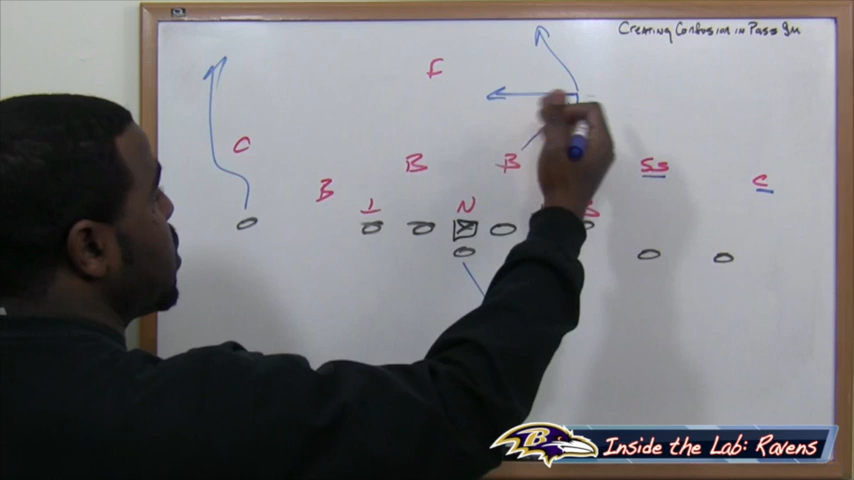 Creating Confusion in Pass gm
F
C
B
B
SS
B
C
N
B
Inside the Lab: Ravens